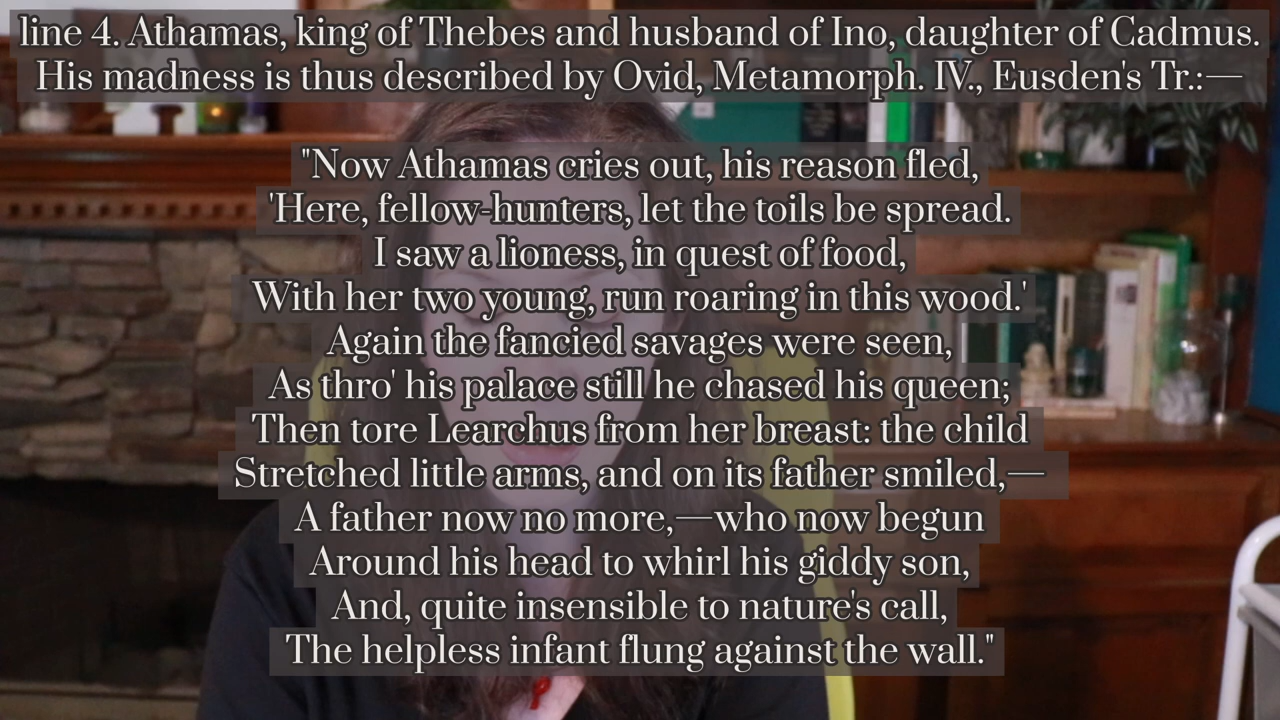 line 4. Athamas, king of Thebes and husband of Ino, daughter of Cadmus.
His madness is thus described by Ovid, Metamorph. IV., Eusden's Tr.:—
"Now Athamas cries out, his reason fled,
'Here, fellow-hunters, let the toils be spread.
I saw a lioness, in quest of food,
With her two young, run roaring in this wood.'
Again the fancied savages were seen,
As thro' his palace still he chased his queen;
Then tore Learchus from her breast: the child
Stretched little arms, and on its father smiled,—
A father now no more,—who now begun
Around his head to whirl his giddy son,
And, quite insensible to nature's call,
The helpless infant flung against the wall."